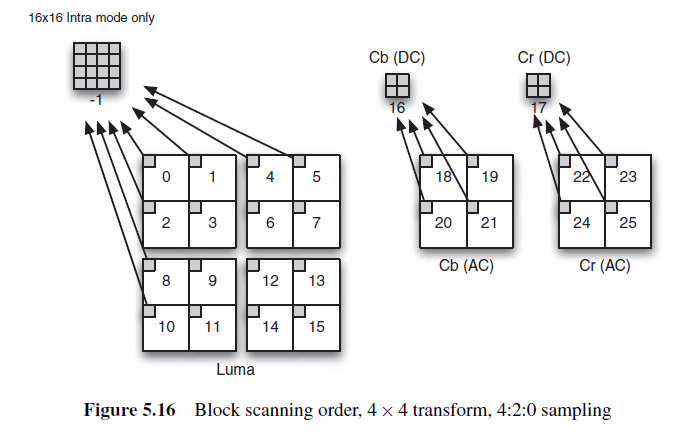 16x16 Intra mode only
Cb (DC) Cr (DC)
-1 16 17
0 1 4 5 18 19 22 23
2 3 6 7 20 21 24 25
Cb (AC) Cr (AC)
8 9 12 13
10 11 14 15
Luma
Figure 5.16 Block scanning order, 4 × 4 transform, 4:2:0 sampling